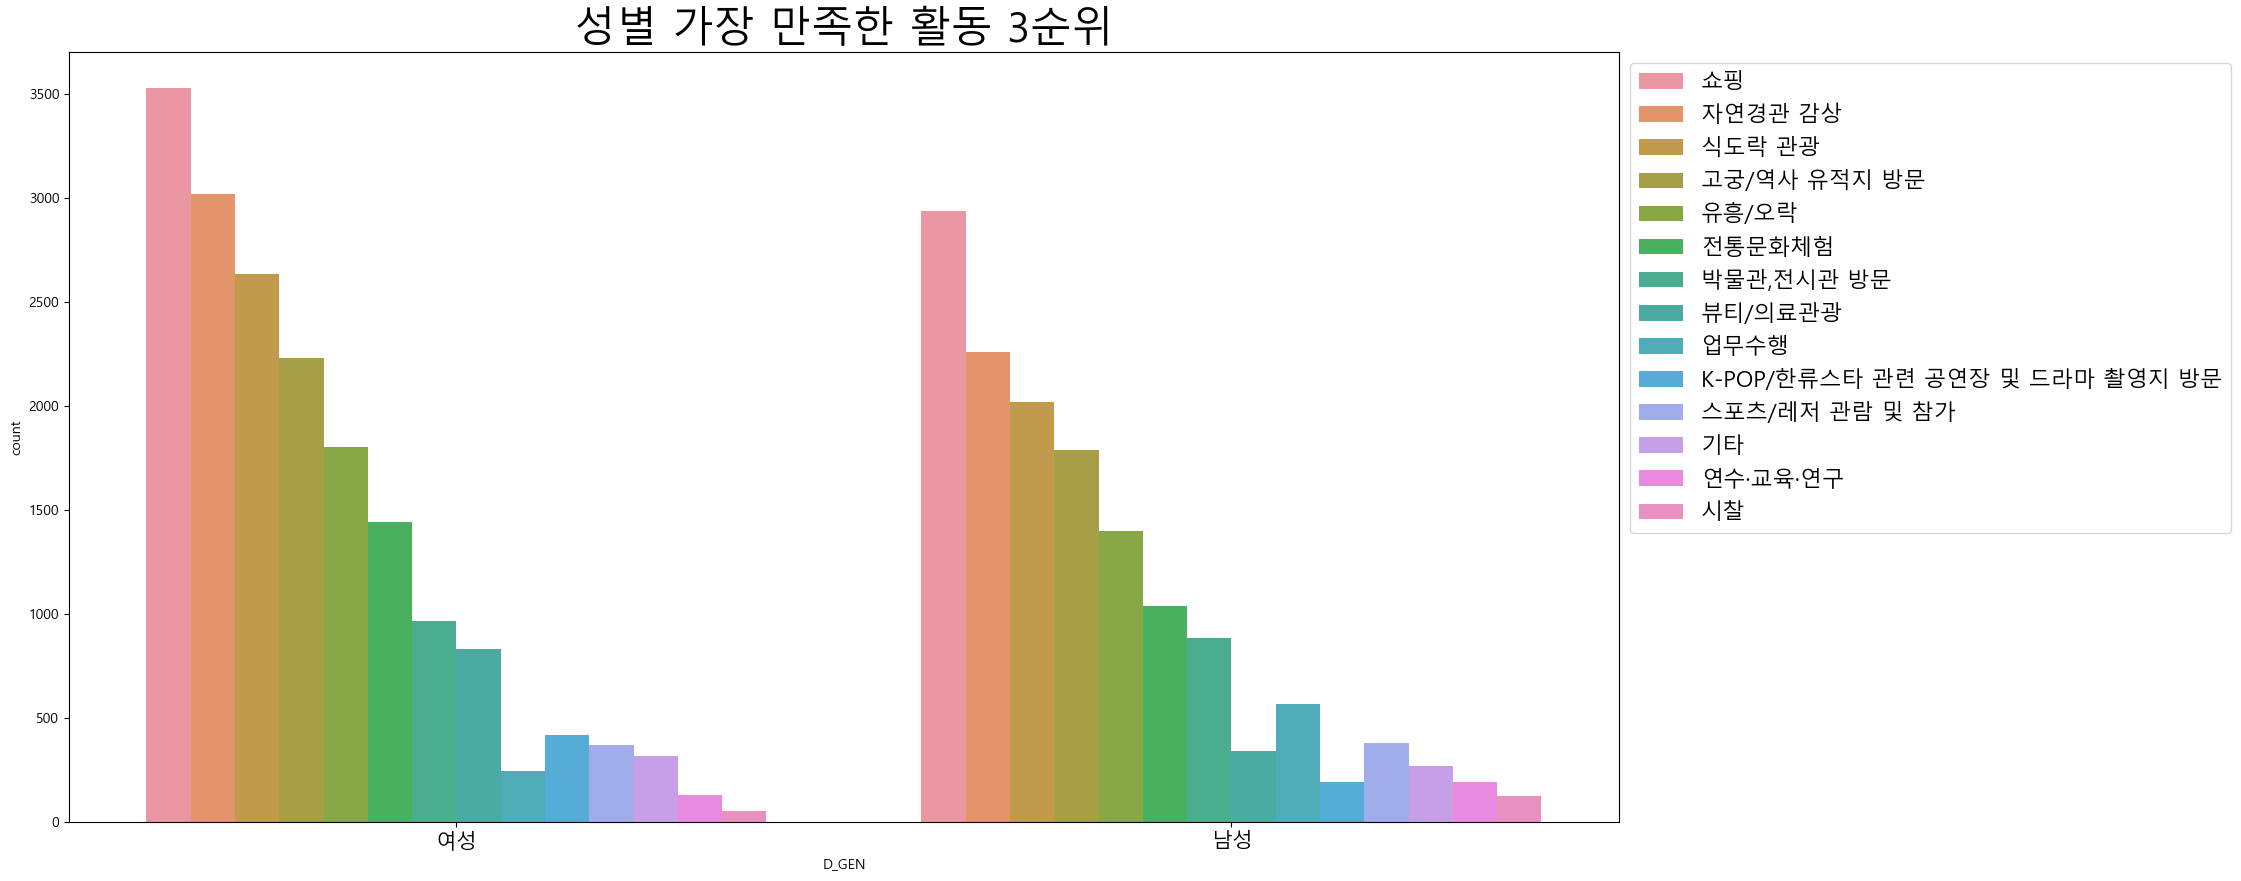 성별 가장 만족한 활동 3순위
3500
3000
2500
2000
1500
1000
500
0
count
여성
남성
D_GEN
쇼핑
자연경관 감상
식도락 관광
고궁/역사 유적지 방문
유흥/오락
전통문화체험
박물관,전시관 방문
뷰티/의료관광
업무수행
K-POP/한류스타 관련 공연장 및 드라마 촬영지 방문
스포츠/레저 관람 및 참가
기타
연수·교육·연구
시찰